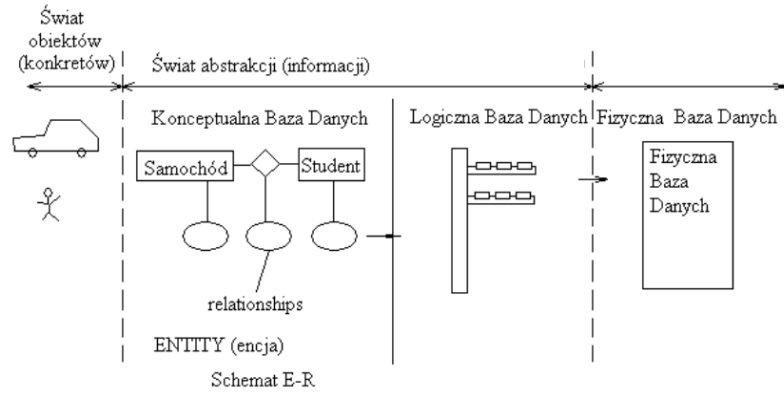 Świat
obiektów
(konkretów)
Świat abstrakcji (informacji)
Konceptualna Baza Danych
Logiczna Baza Danych
Fizyczna Baza Danych
Samochód
Student
Fizyczna
Baza
Danych
relationships
ENTITY (encja)
Schemat E-R